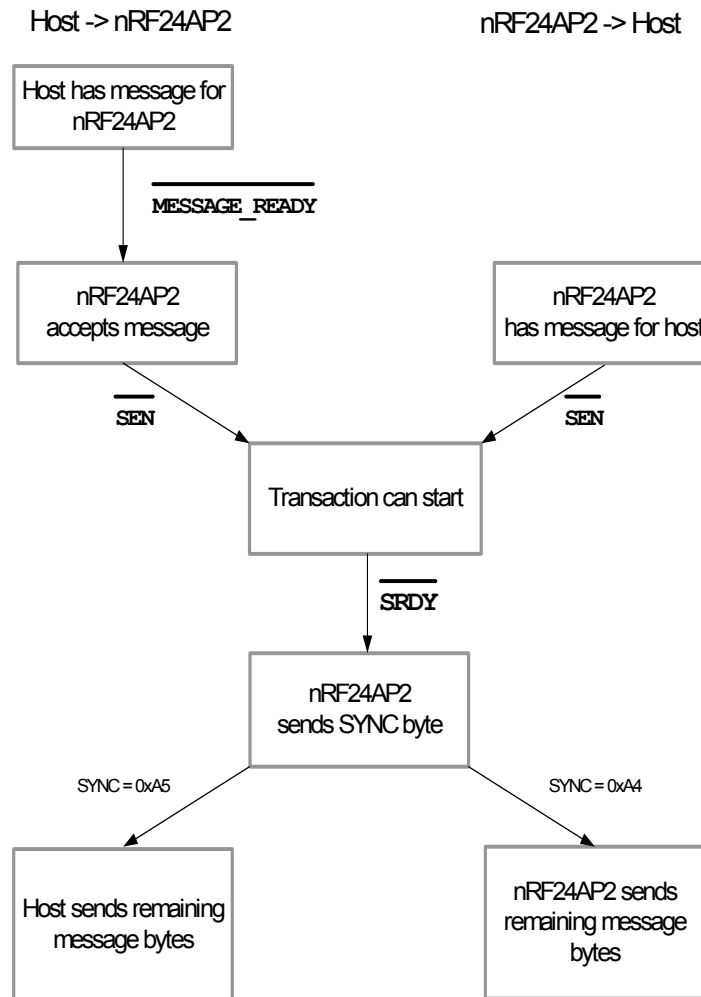 Host -> nRF24AP2
nRF24AP2 -> Host
Host has message for
nRF24AP2
MESSAGE_READY
nRF24AP2
accepts message
nRF24AP2
has message for host
SEN
SEN
Transaction can start
SRDY
nRF24AP2
sends SYNC byte
SYNC = 0xA5
SYNC = 0xA4
Host sends remaining
message bytes
nRF24AP2 sends
remaining message
bytes